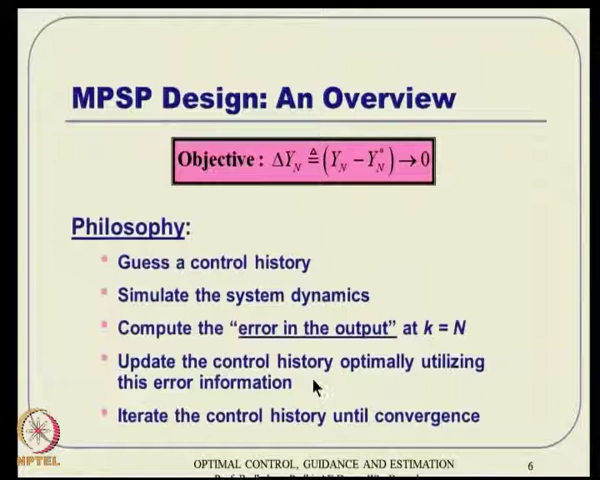 MPSP Design: An Overview
Objective : ΔY_N ≜ (Y_N − Y_N^*) → 0
Philosophy:
* Guess a control history
* Simulate the system dynamics
* Compute the "error in the output" at k = N
* Update the control history optimally utilizing
this error information
* Iterate the control history until convergence
NPTEL
OPTIMAL CONTROL, GUIDANCE AND ESTIMATION
6